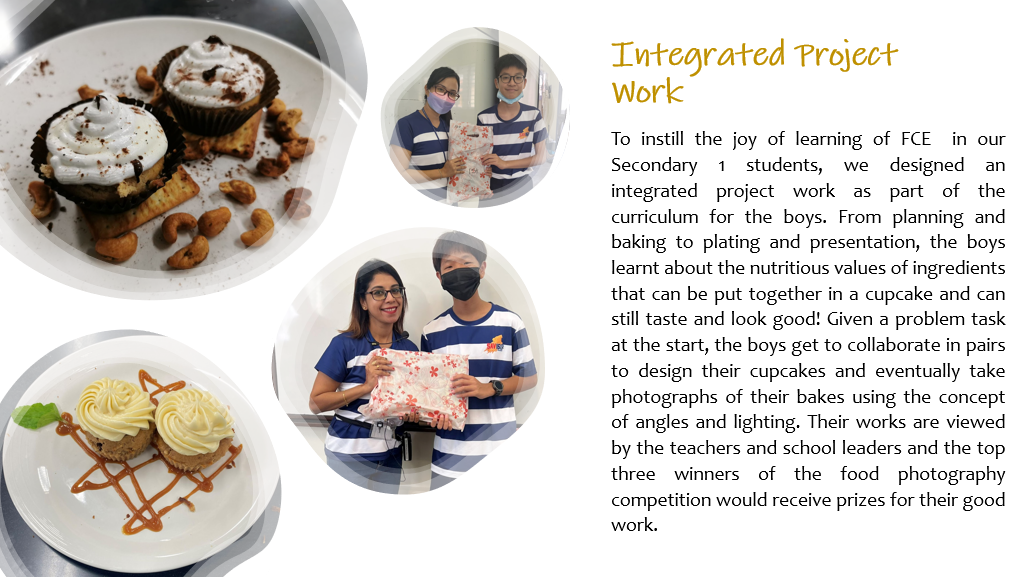 Integrated Project
Work
To instill the joy of learning of FCE in our
Secondary 1 students, we designed an
integrated project work as part of the
curriculum for the boys. From planning and
baking to plating and presentation, the boys
learnt about the nutritious values of ingredients
that can be put together in a cupcake and can
still taste and look good! Given a problem task
at the start, the boys get to collaborate in pairs
to design their cupcakes and eventually take
photographs of their bakes using the concept
of angles and lighting. Their works are viewed
by the teachers and school leaders and the top
three winners of the food photography
competition would receive prizes for their good
work.